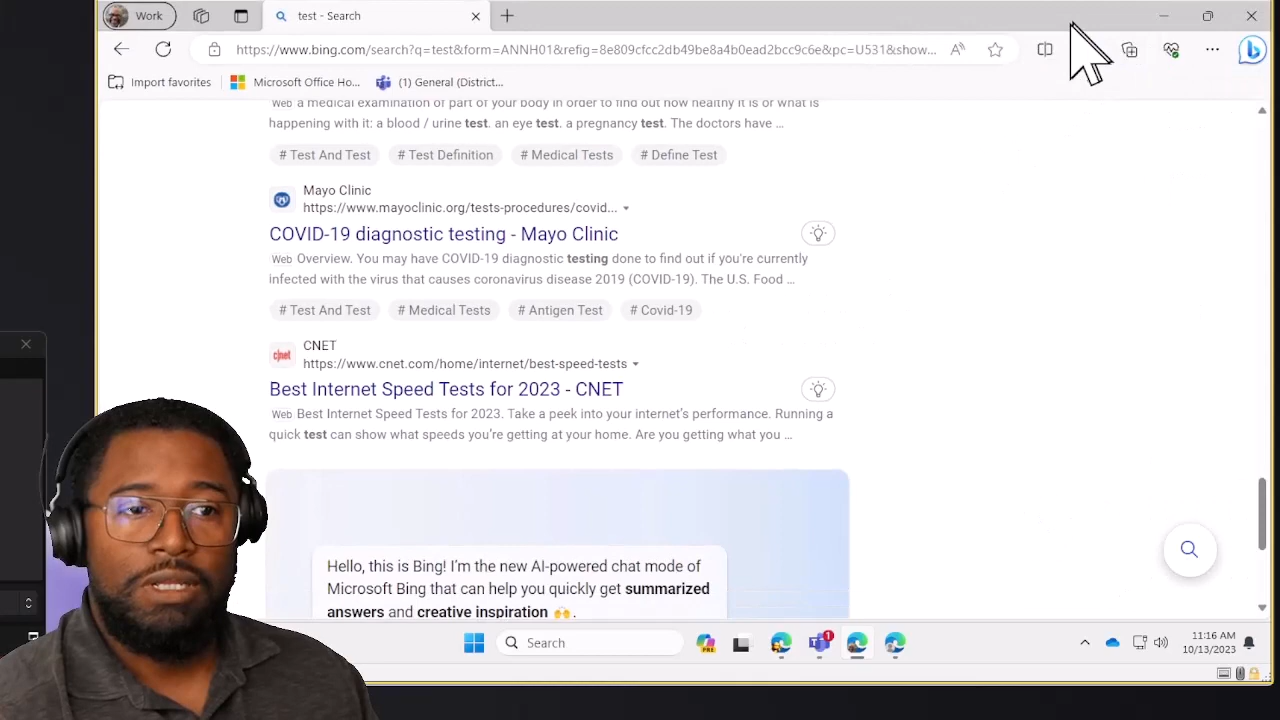 Work
test - Search
https://www.bing.com/search?q=test&form=ANNH01&refig=8e809cfcc2db49be8a4b0ead2bcc9c6e&pc=U531&show...
Import favorites
Microsoft Office Ho...
(1) General (District...
Web a medical examination of part of your body in order to find out how healthy it is or what is
happening with it: a blood / urine test. an eye test. a pregnancy test. The doctors have ...
# Test And Test
# Test Definition
# Medical Tests
# Define Test
Mayo Clinic
https://www.mayoclinic.org/tests-procedures/covid...
COVID-19 diagnostic testing - Mayo Clinic
Web Overview. You may have COVID-19 diagnostic testing done to find out if you're currently
infected with the virus that causes coronavirus disease 2019 (COVID-19). The U.S. Food ...
# Test And Test
# Medical Tests
# Antigen Test
# Covid-19
c|net
CNET
https://www.cnet.com/home/internet/best-speed-tests
Best Internet Speed Tests for 2023 - CNET
Web Best Internet Speed Tests for 2023. Take a peek into your internet's performance. Running a
quick test can show what speeds you're getting at your home. Are you getting what you ...
Hello, this is Bing! I'm the new AI-powered chat mode of
Microsoft Bing that can help you quickly get summarized
answers and creative inspiration 🙌.
Search
PRE
1
11:16 AM
10/13/2023